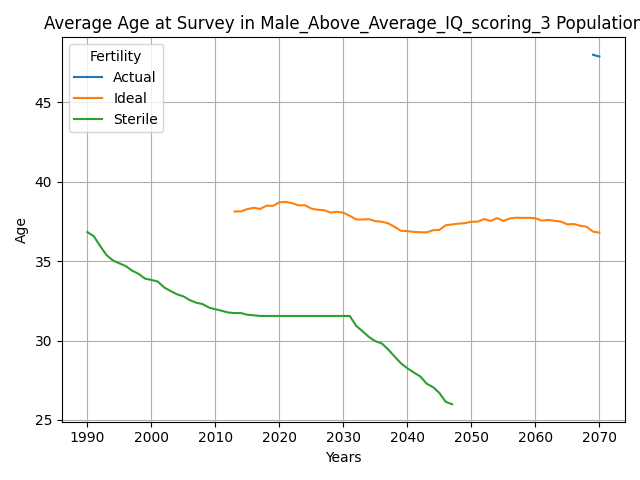 Average Age at Survey in Male_Above_Average_IQ_scoring_3 Population
Fertility
Actual
Ideal
Sterile
45
40
35
30
25
Age
1990 2000 2010 2020 2030 2040 2050 2060 2070
Years